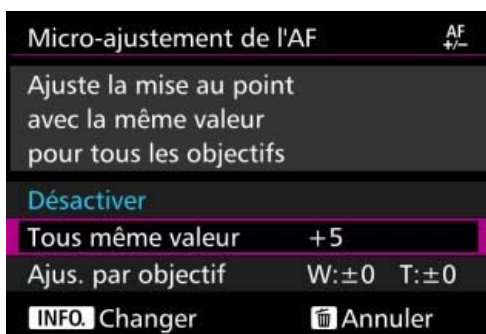 Micro-ajustement de l'AF AF +/−
Ajuste la mise au point
avec la même valeur
pour tous les objectifs
Désactiver
Tous même valeur +5
Ajus. par objectif W:±0 T:±0
INFO. Changer Annuler